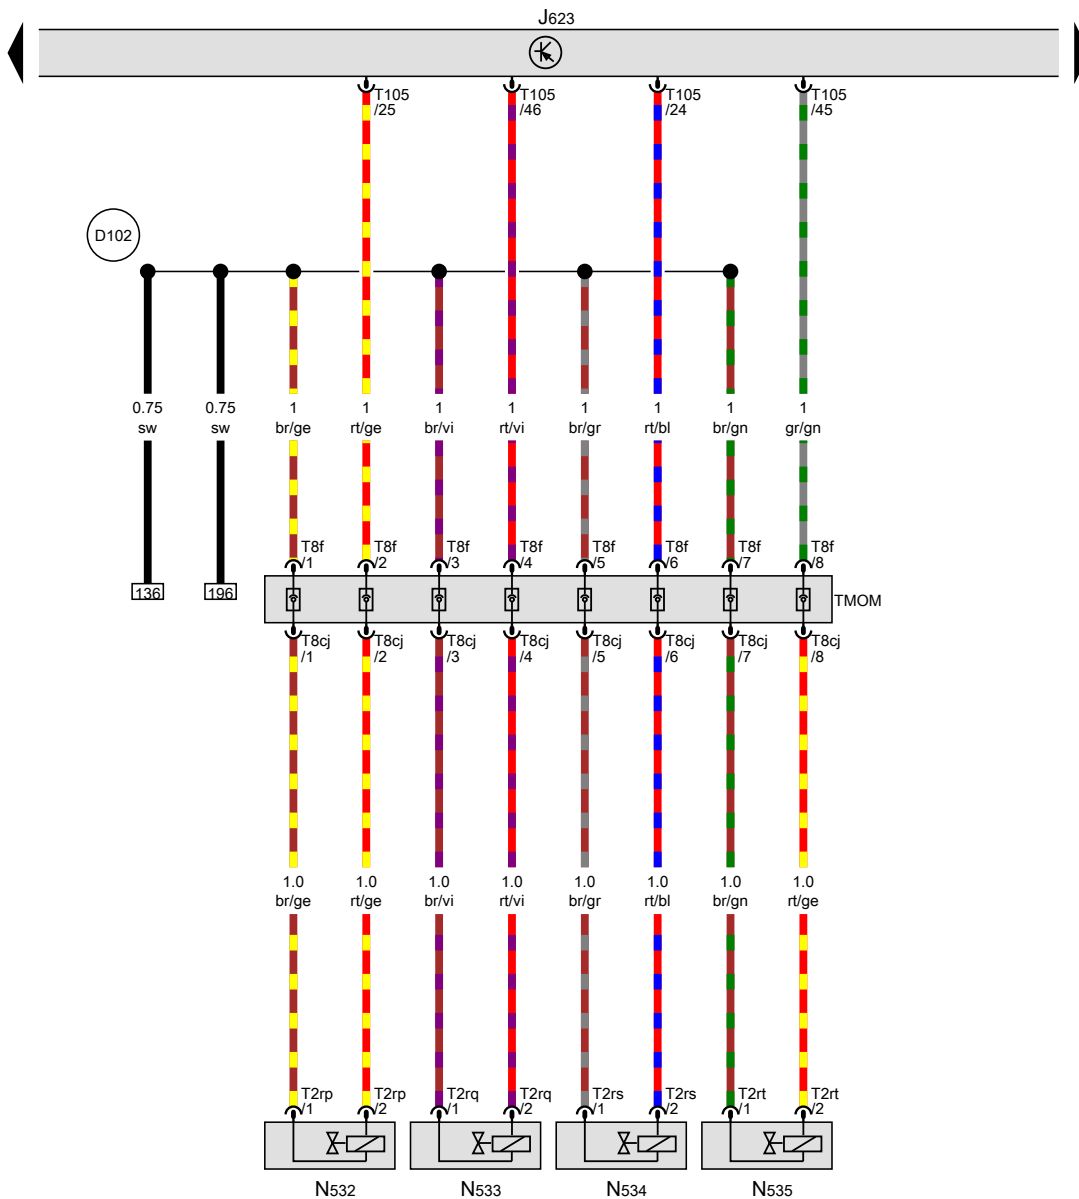 J623
T105 T105 T105 T105
/25 /46 /24 /45
D102
0.75 0.75 1 1 1 1 1 1 1 1
sw sw br/ge rt/ge br/vi rt/vi br/gr rt/bl br/gn gr/gn
T8f T8f T8f T8f T8f T8f T8f T8f
/1 /2 /3 /4 /5 /6 /7 /8
136 196
TMOM
T8cj T8cj T8cj T8cj T8cj T8cj T8cj T8cj
/1 /2 /3 /4 /5 /6 /7 /8
1.0 1.0 1.0 1.0 1.0 1.0 1.0 1.0
br/ge rt/ge br/vi rt/vi br/gr rt/bl br/gn rt/ge
T2rp T2rp T2rq T2rq T2rs T2rs T2rt T2rt
/1 /2 /1 /2 /1 /2 /1 /2
N532 N533 N534 N535